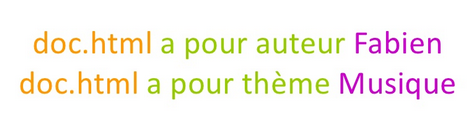 doc.html a pour auteur Fabien
doc.html a pour thème Musique